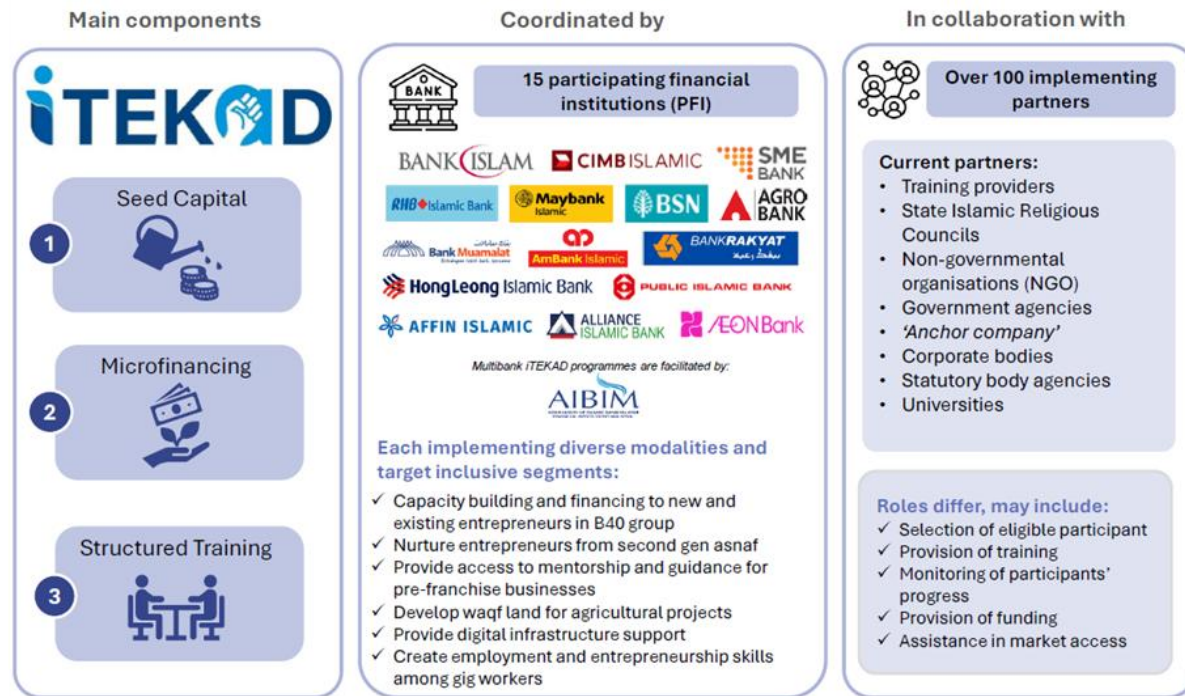 Main components
iTEKAD
1
Seed Capital
2
Microfinancing
3
Structured Training
Coordinated by
BANK
15 participating financial
institutions (PFI)
BANK ISLAM
CIMB ISLAMIC
SME
BANK
RHB Islamic Bank
Maybank
Islamic
BSN
AGRO
BANK
Bank Muamalat
AmBank Islamic
BANK RAKYAT
HongLeong Islamic Bank
PUBLIC ISLAMIC BANK
AFFIN ISLAMIC
ALLIANCE
ISLAMIC BANK
ÆON Bank
Multibank iTEKAD programmes are facilitated by:
AIBIM
Each implementing diverse modalities and
target inclusive segments:
✓ Capacity building and financing to new and
existing entrepreneurs in B40 group
✓ Nurture entrepreneurs from second gen asnaf
✓ Provide access to mentorship and guidance for
pre-franchise businesses
✓ Develop waqf land for agricultural projects
✓ Provide digital infrastructure support
✓ Create employment and entrepreneurship skills
among gig workers
In collaboration with
Over 100 implementing
partners
Current partners:
• Training providers
• State Islamic Religious
Councils
• Non-governmental
organisations (NGO)
• Government agencies
• ‘Anchor company’
• Corporate bodies
• Statutory body agencies
• Universities
Roles differ, may include:
✓ Selection of eligible participant
✓ Provision of training
✓ Monitoring of participants’
progress
✓ Provision of funding
✓ Assistance in market access